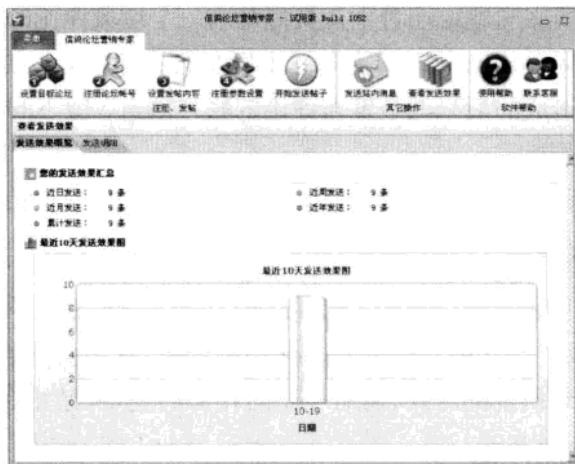 信鸽论坛营销专家 - 试用版 Build 1052
信鸽论坛营销专家
设置目标论坛 注册论坛帐号 设置发帖内容 注册参数设置 开始发送帖子 发送站内消息 查看发送效果 使用帮助 联系客服
注册、发帖 其它操作 软件帮助
查看发送效果
发送效果概览 发送明细
您的发送效果汇总
近日发送： 9 条 近周发送： 9 条
近月发送： 9 条 近年发送： 9 条
累计发送： 9 条
最近10天发送效果图
最近10天发送效果图
10
8
6
4
2
0
10-19
日期